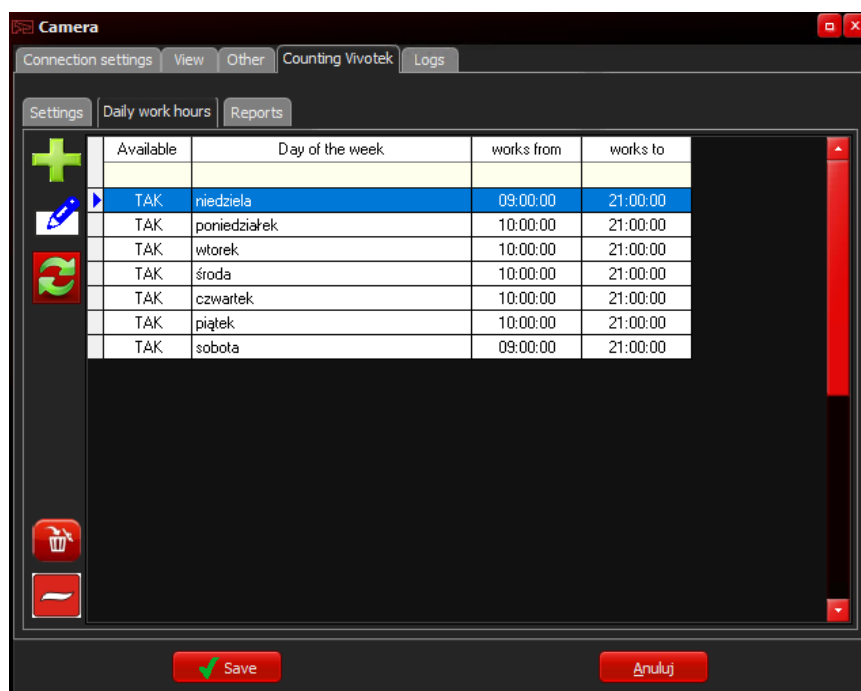 Camera
Connection settings View Other Counting Vivotek Logs
Settings Daily work hours Reports
Available Day of the week works from works to
TAK niedziela 09:00:00 21:00:00
TAK poniedziałek 10:00:00 21:00:00
TAK wtorek 10:00:00 21:00:00
TAK środa 10:00:00 21:00:00
TAK czwartek 10:00:00 21:00:00
TAK piątek 10:00:00 21:00:00
TAK sobota 09:00:00 21:00:00
Save Anuluj